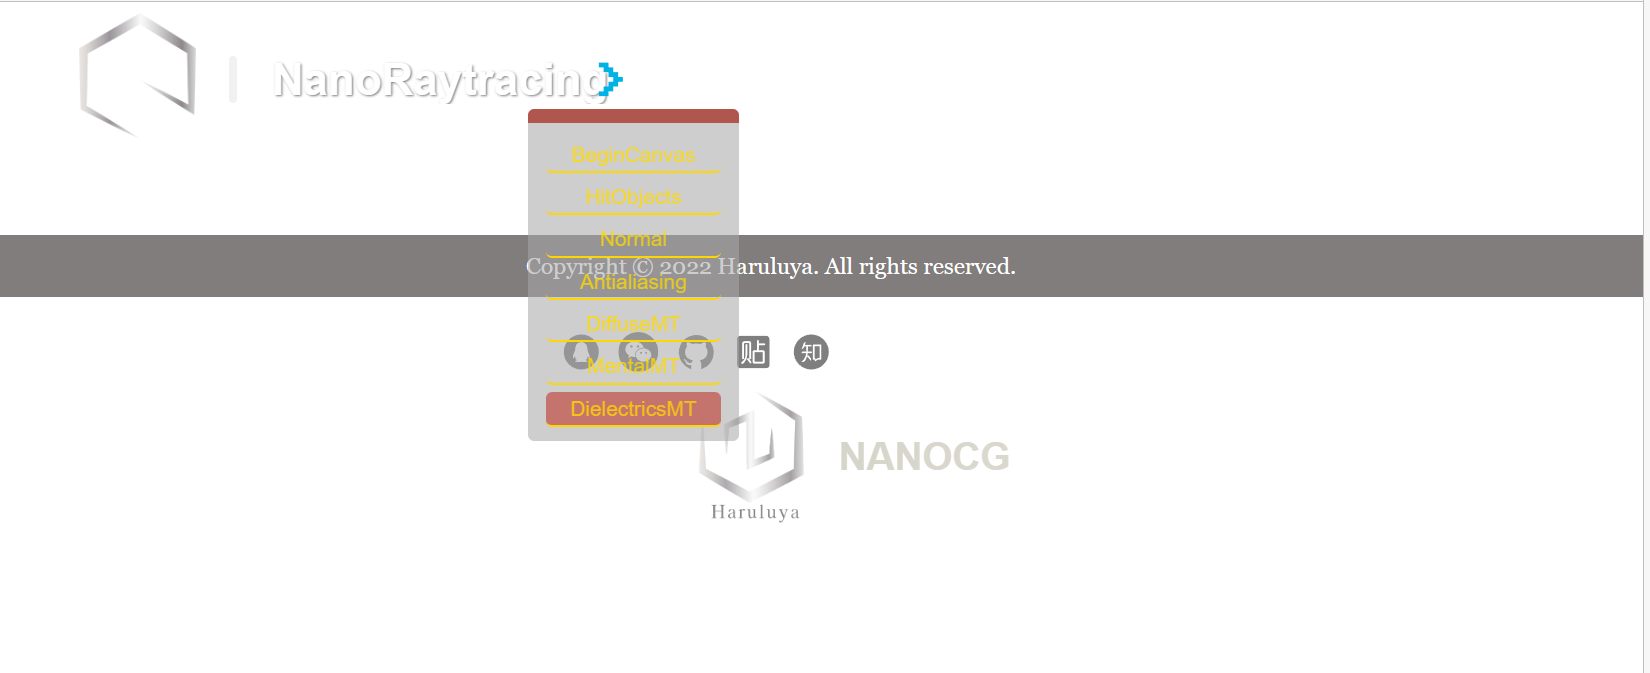 NanoRaytracing
BeginCanvas
HitObjects
Normal
Copyright © 2022 Haruluya. All rights reserved.
Antialiasing
DiffuseMT
贴 知
MentalMT
DielectricsMT
NANOCG
Haruluya